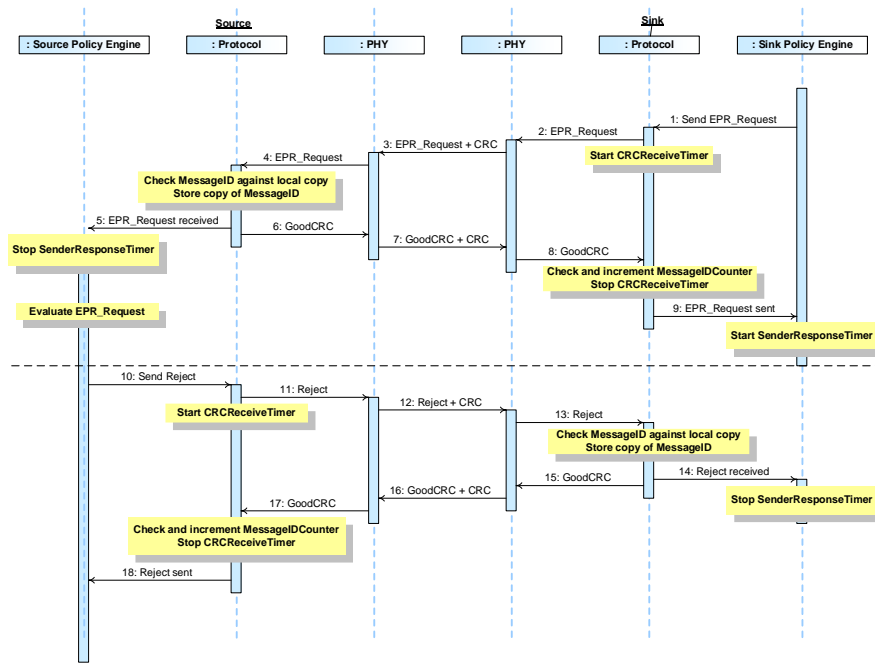 Source
Sink
: Source Policy Engine
: Protocol
: PHY
: PHY
: Protocol
: Sink Policy Engine
1: Send EPR_Request
2: EPR_Request
3: EPR_Request + CRC
4: EPR_Request
Start CRCReceiveTimer
Check MessageID against local copy
Store copy of MessageID
5: EPR_Request received
6: GoodCRC
7: GoodCRC + CRC
8: GoodCRC
Stop SenderResponseTimer
Check and increment MessageIDCounter
Stop CRCReceiveTimer
Evaluate EPR_Request
9: EPR_Request sent
Start SenderResponseTimer
10: Send Reject
11: Reject
12: Reject + CRC
13: Reject
Start CRCReceiveTimer
Check MessageID against local copy
Store copy of MessageID
14: Reject received
15: GoodCRC
16: GoodCRC + CRC
17: GoodCRC
Stop SenderResponseTimer
Check and increment MessageIDCounter
Stop CRCReceiveTimer
18: Reject sent